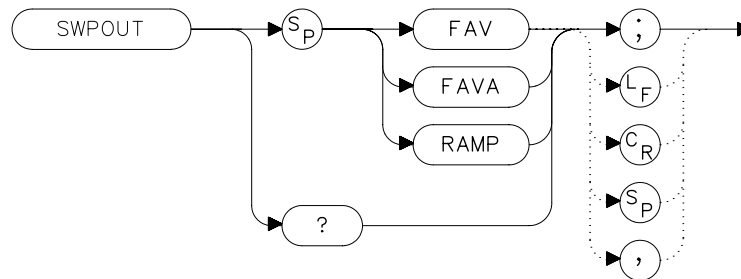 SWPOUT SP FAV ;
FAVA LF
RAMP CR
SP
? ,